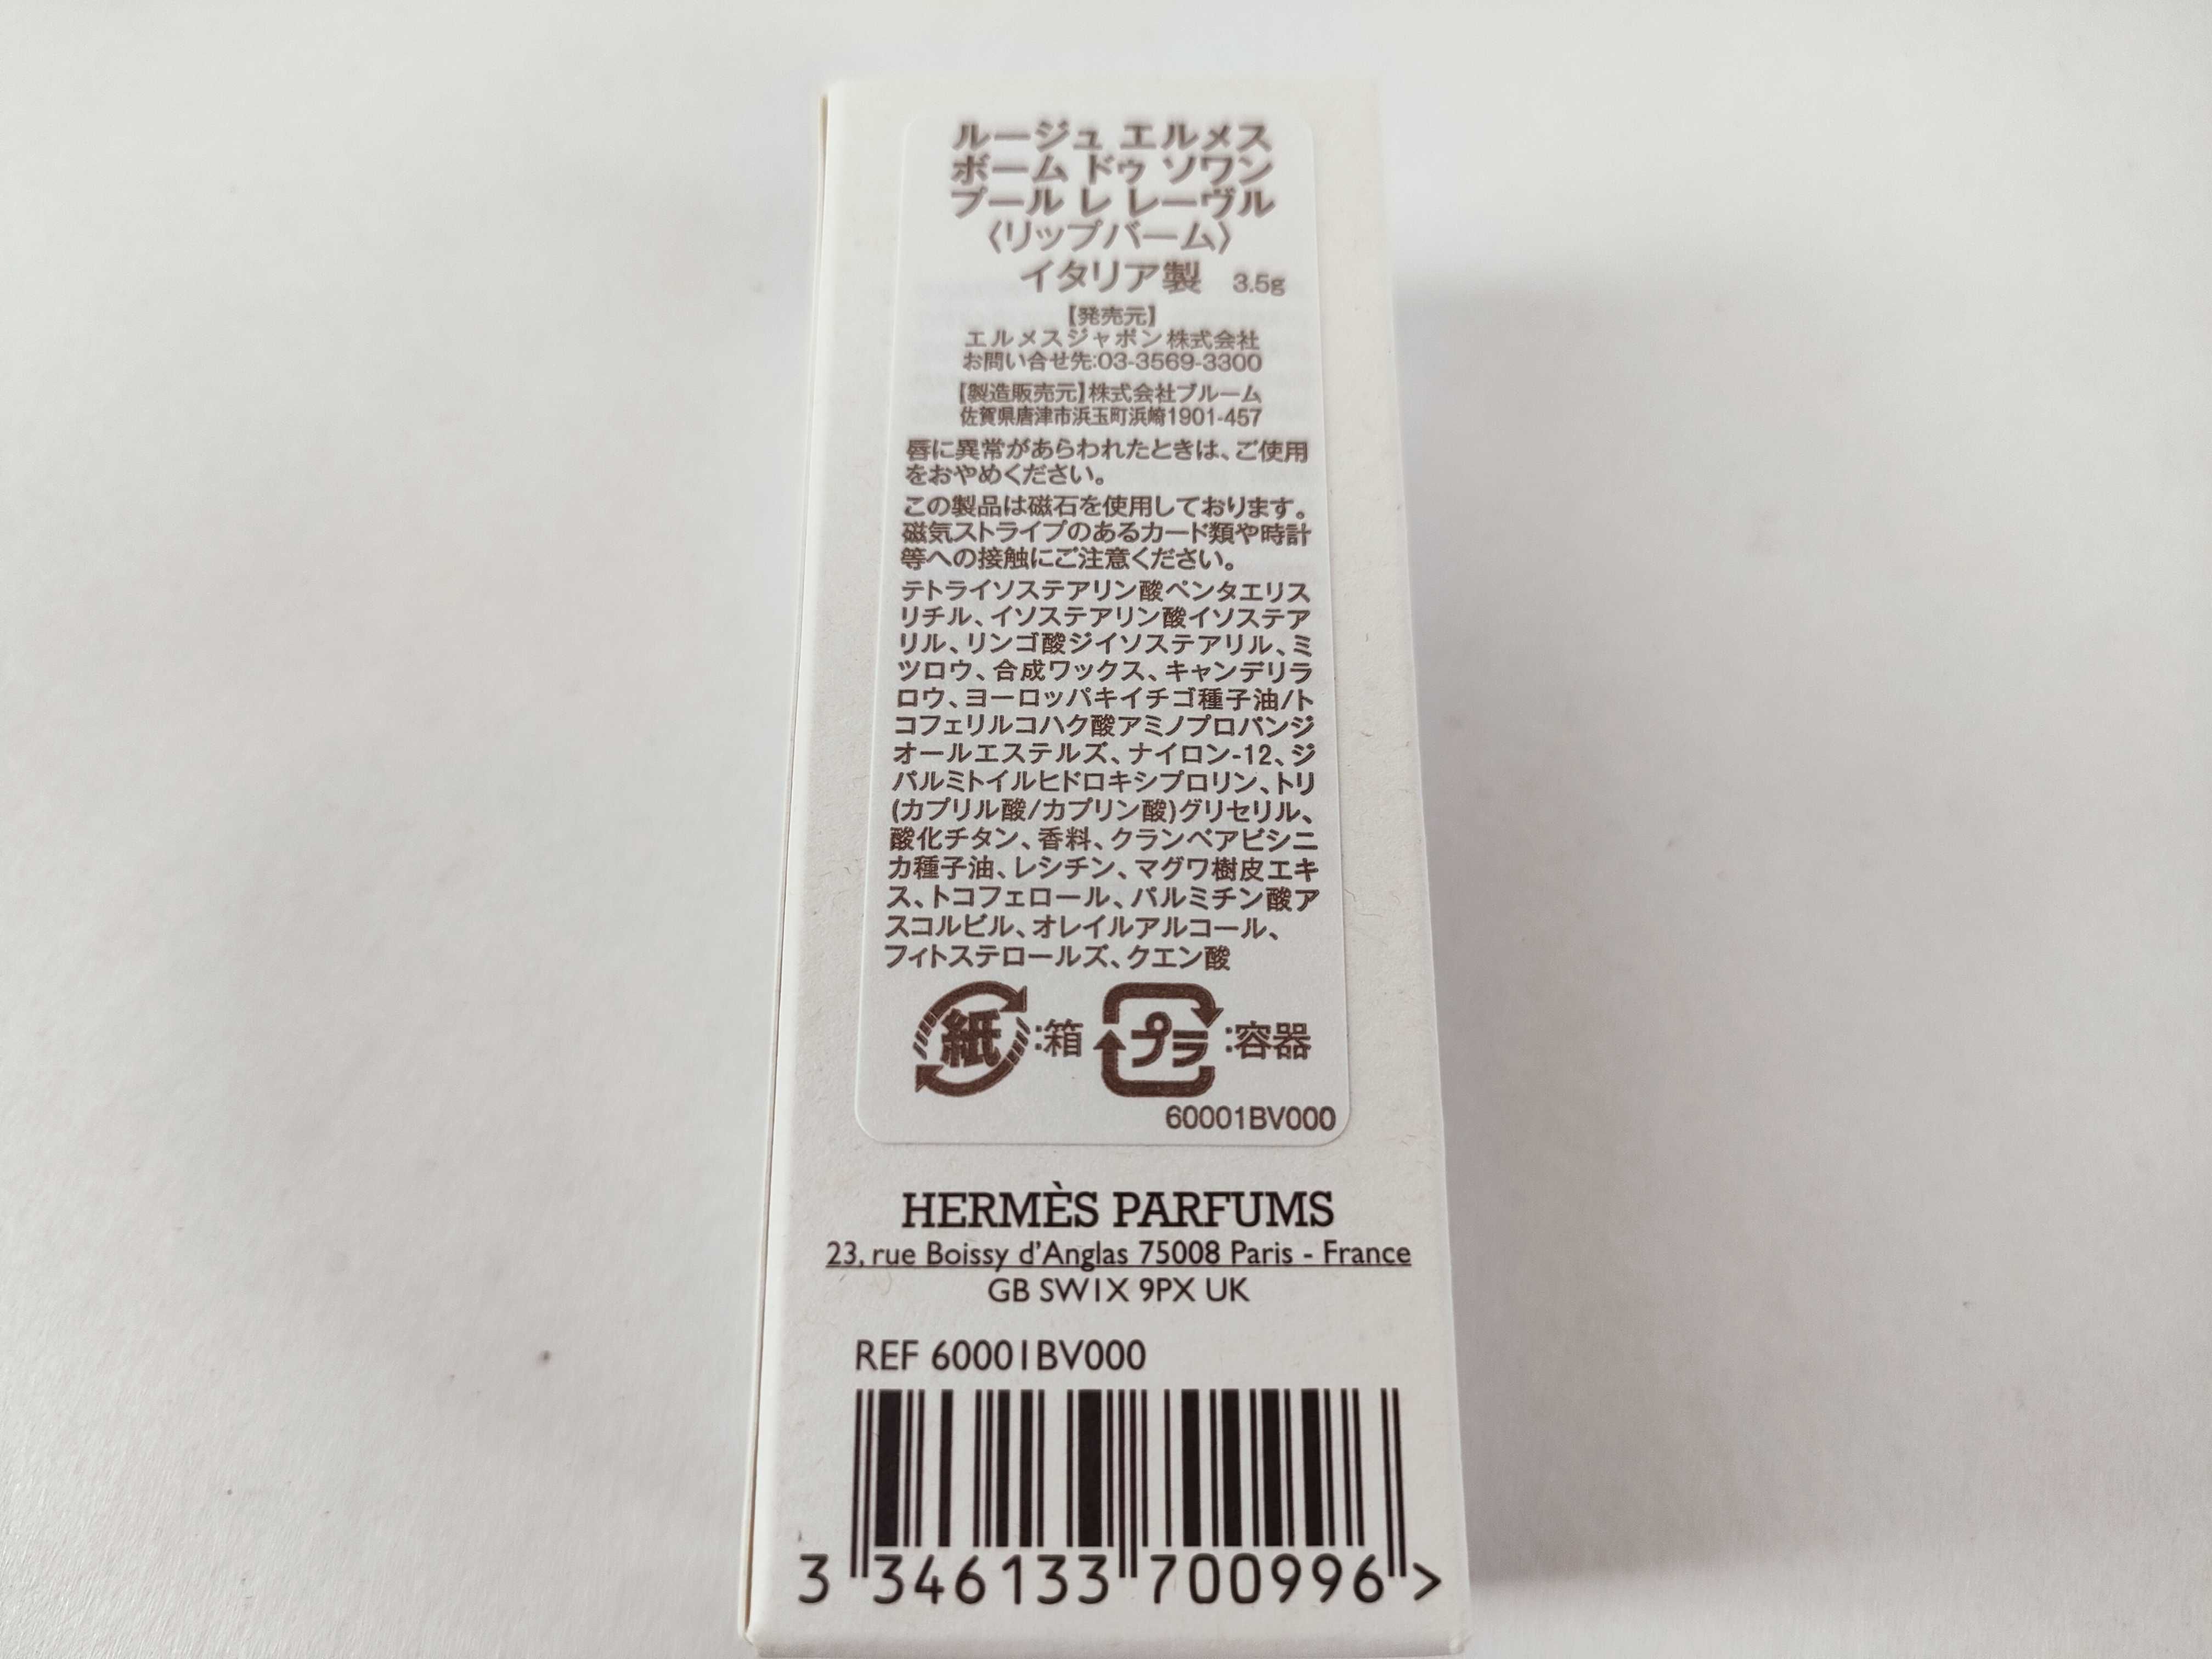 ルージュ エルメス
ボーム ドゥ ソワン
プール レ レーヴル
〈リップバーム〉
イタリア製 3.5g
【発売元】
エルメスジャポン株式会社
お問い合せ先:03-3569-3300
【製造販売元】株式会社ブルーム
佐賀県唐津市浜玉町浜崎1901-457
唇に異常があらわれたときは、ご使用
をおやめください。
この製品は磁石を使用しております。
磁気ストライプのあるカード類や時計
等への接触にご注意ください。
テトライソステアリン酸ペンタエリス
リチル、イソステアリン酸イソステア
リル、リンゴ酸ジイソステアリル、ミ
ツロウ、合成ワックス、キャンデリラ
ロウ、ヨーロッパキイチゴ種子油/ト
コフェリルコハク酸アミノプロパンジ
オールエステルズ、ナイロン-12、ジ
パルミトイルヒドロキシプロリン、トリ
(カプリル酸/カプリン酸)グリセリル、
酸化チタン、香料、クランベアビシニ
カ種子油、レシチン、マグワ樹皮エキ
ス、トコフェロール、パルミチン酸ア
スコルビル、オレイルアルコール、
フィトステロールズ、クエン酸
紙:箱 プラ:容器
60001BV000
HERMÈS PARFUMS
23, rue Boissy d'Anglas 75008 Paris - France
GB SW1X 9PX UK
REF 60001BV000
3 346133 700996 >